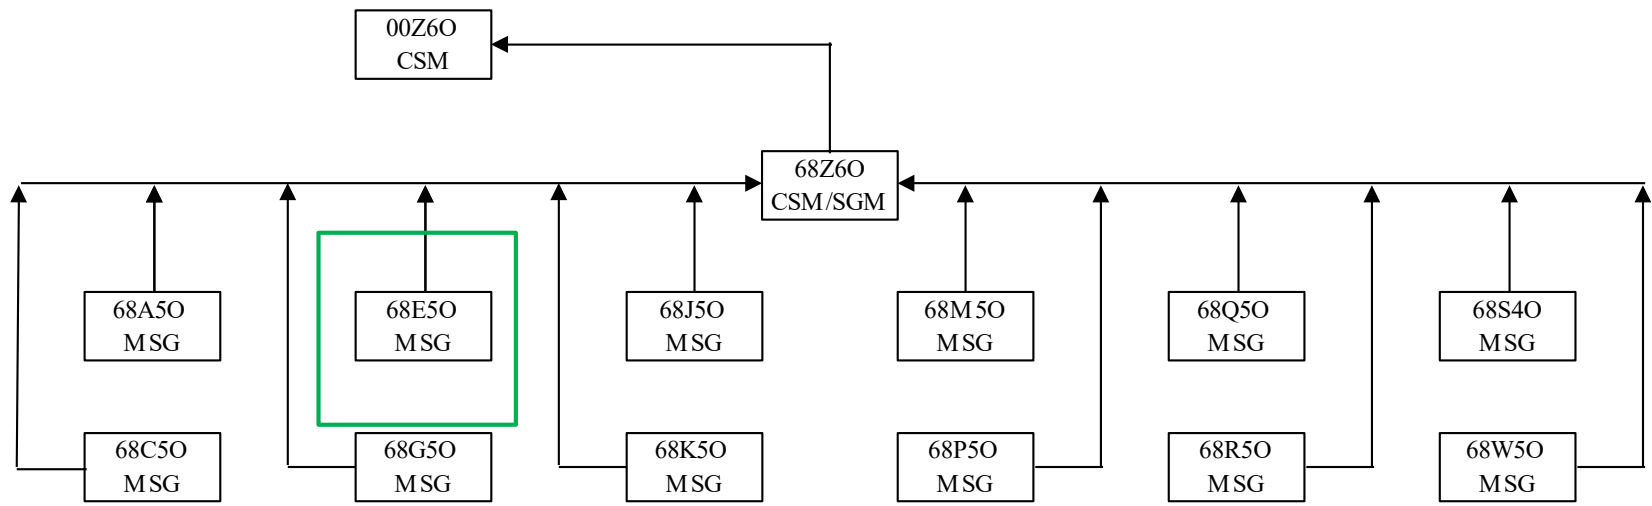 00Z6O
CSM
68Z6O
CSM/SGM
68A5O
MSG
68E5O
MSG
68J5O
MSG
68M5O
MSG
68Q5O
MSG
68S4O
MSG
68C5O
MSG
68G5O
MSG
68K5O
MSG
68P5O
MSG
68R5O
MSG
68W5O
MSG